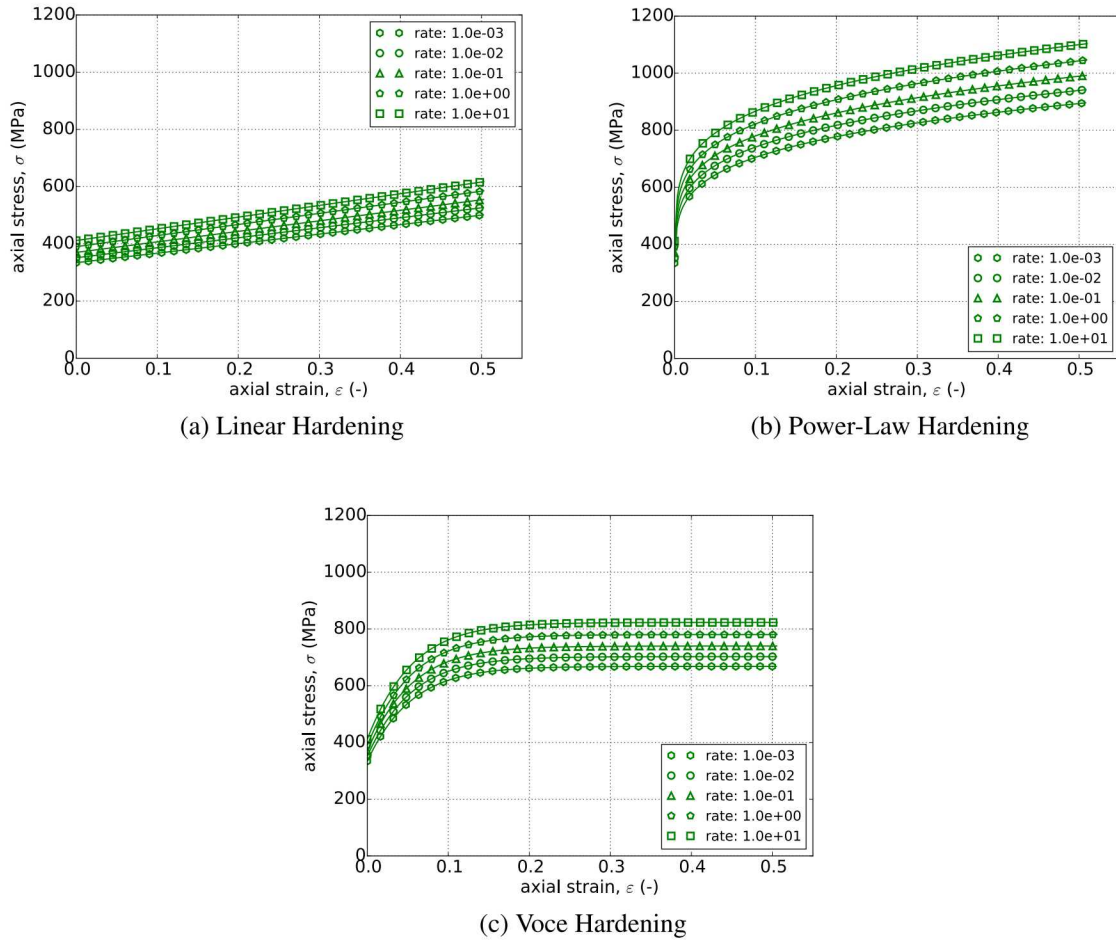 1200
1000
800
600
400
200
0
0.0 0.1 0.2 0.3 0.4 0.5
axial stress, σ (MPa)
axial strain, ε (-)
rate: 1.0e-03
rate: 1.0e-02
rate: 1.0e-01
rate: 1.0e+00
rate: 1.0e+01
(a) Linear Hardening
1200
1000
800
600
400
200
0
0.0 0.1 0.2 0.3 0.4 0.5
axial stress, σ (MPa)
axial strain, ε (-)
rate: 1.0e-03
rate: 1.0e-02
rate: 1.0e-01
rate: 1.0e+00
rate: 1.0e+01
(b) Power-Law Hardening
1200
1000
800
600
400
200
0
0.0 0.1 0.2 0.3 0.4 0.5
axial stress, σ (MPa)
axial strain, ε (-)
rate: 1.0e-03
rate: 1.0e-02
rate: 1.0e-01
rate: 1.0e+00
rate: 1.0e+01
(c) Voce Hardening